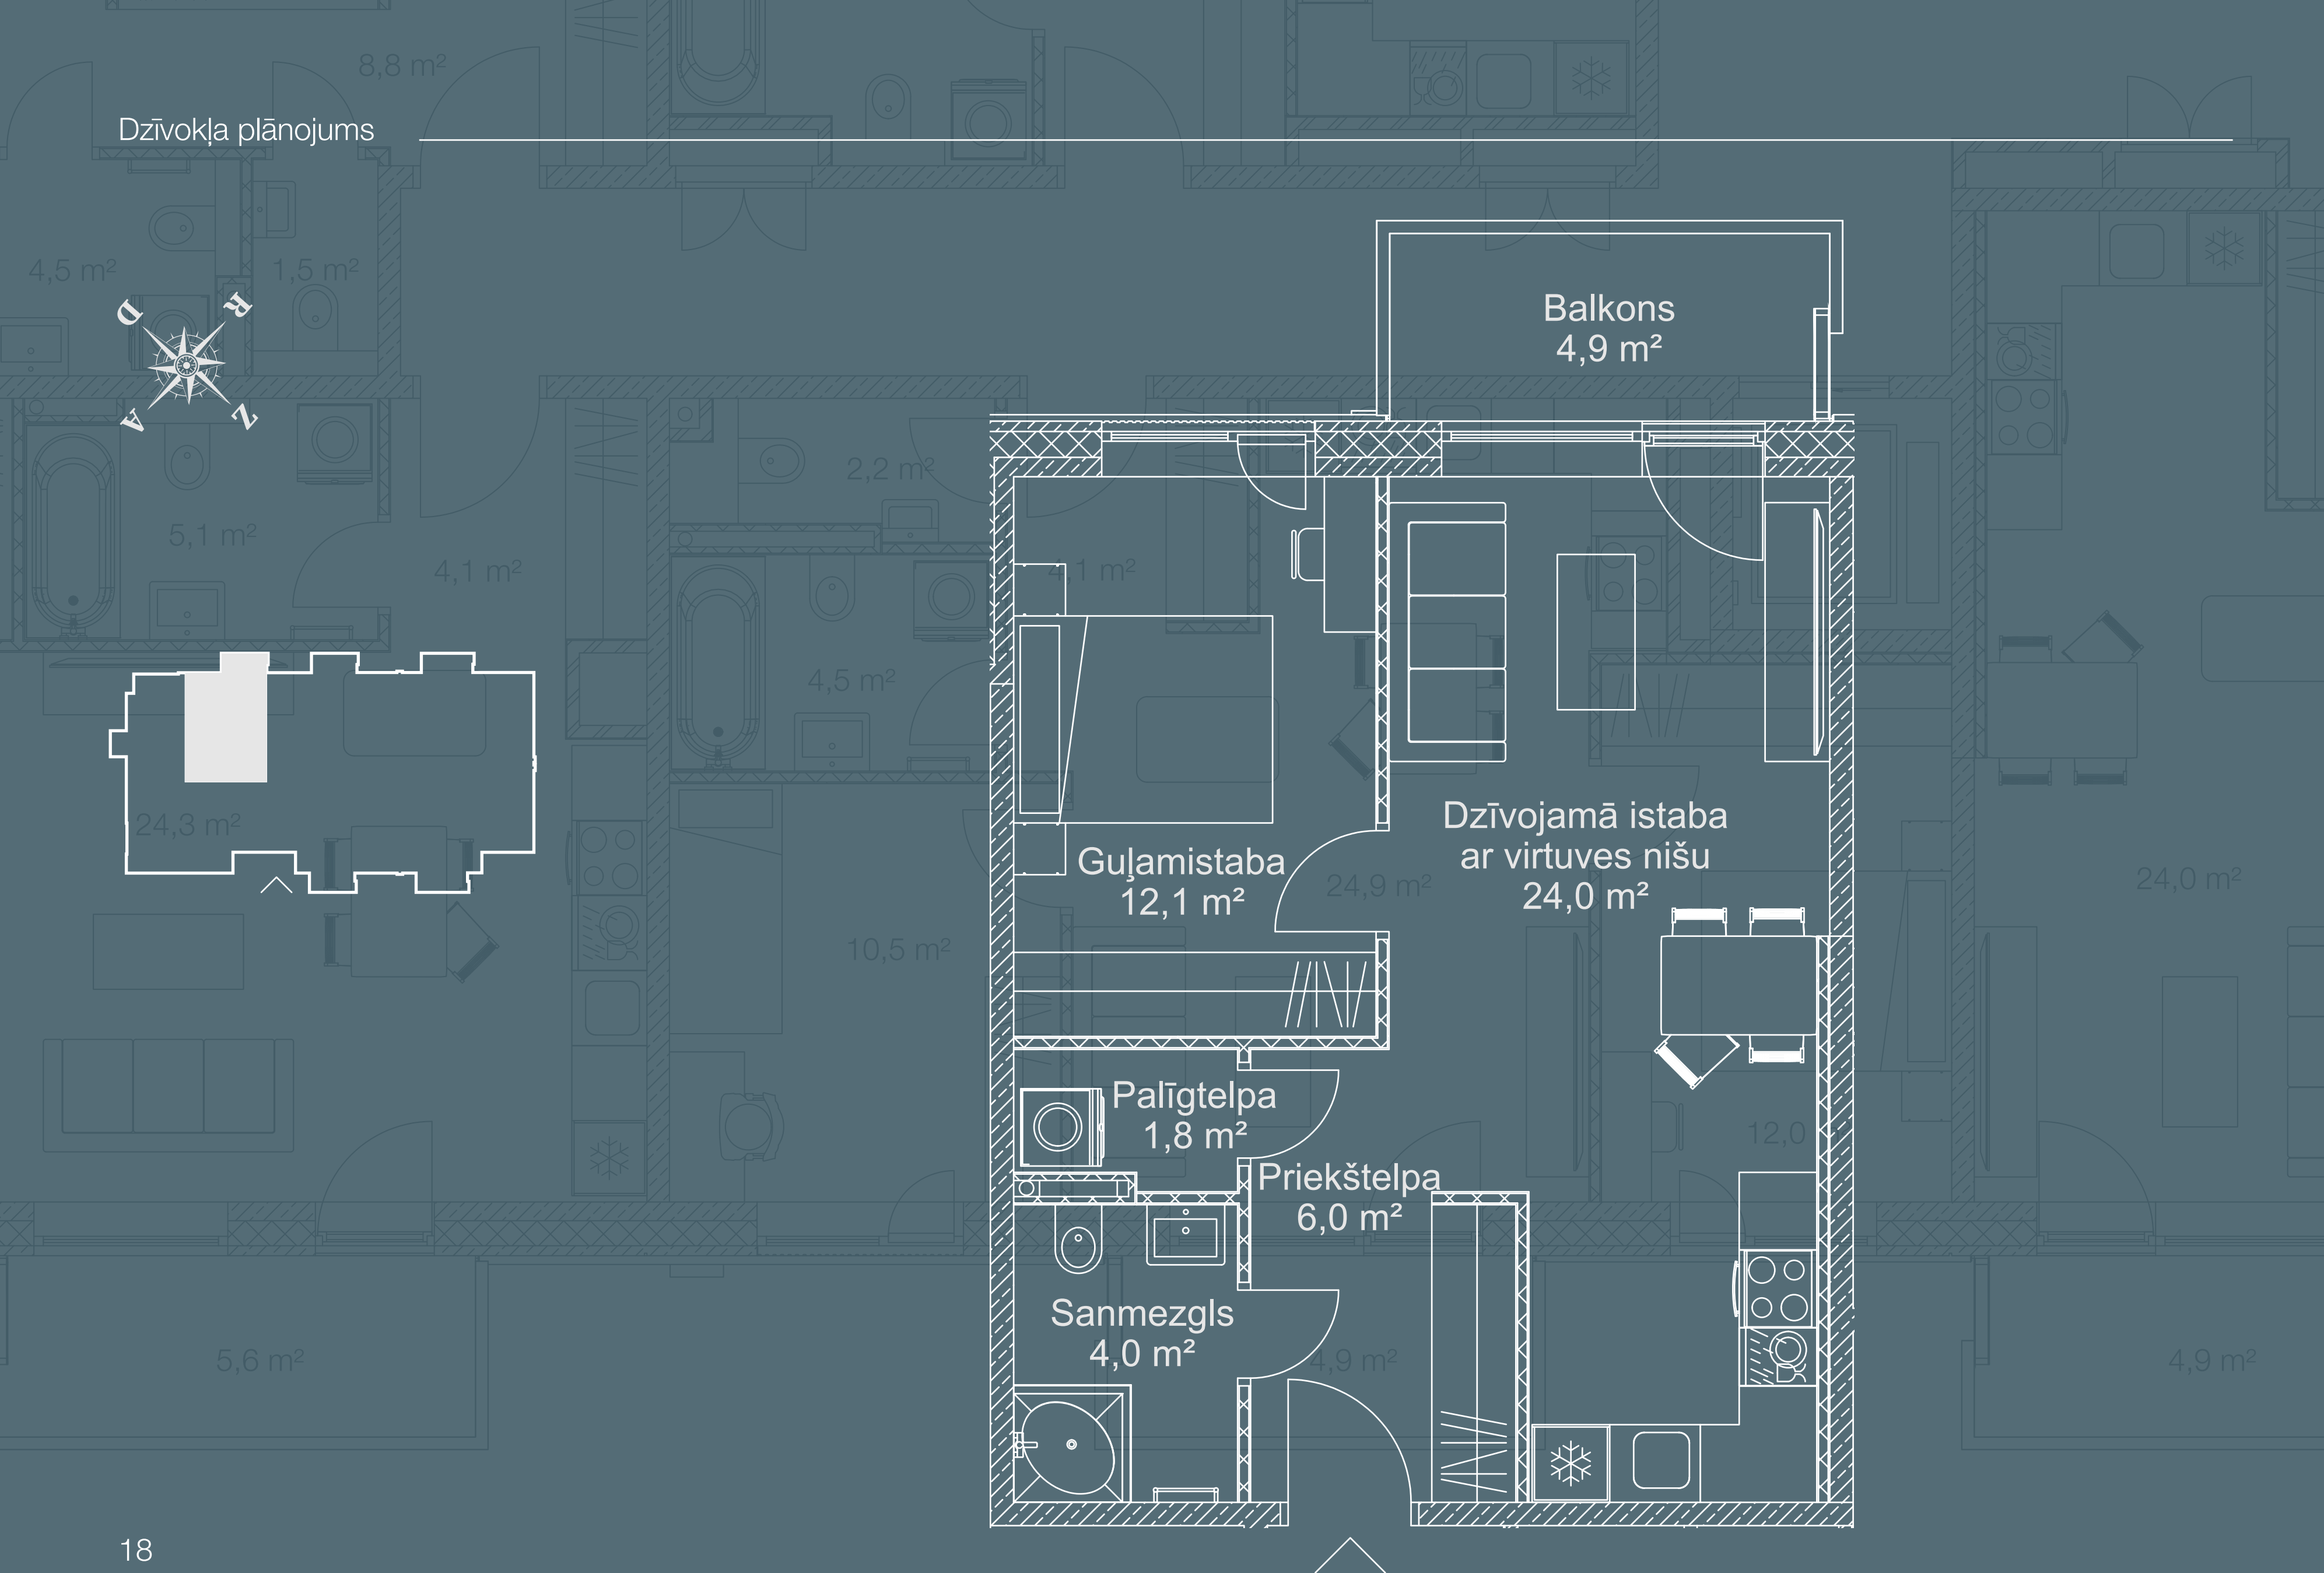 8,8 m²
Dzīvokļa plānojums
4,5 m²
1,5 m²
D
R
A
Z
Balkons
4,9 m²
2,2 m²
5,1 m²
4,1 m²
4,1 m²
4,5 m²
24,3 m²
Dzīvojamā istaba
ar virtuves nišu
24,0 m²
Guļamistaba
12,1 m²
24,9 m²
24,0 m²
10,5 m²
Palīgtelpa
1,8 m²
12,0
Priekštelpa
6,0 m²
Sanmezgls
4,0 m²
5,6 m²
4,9 m²
4,9 m²
18